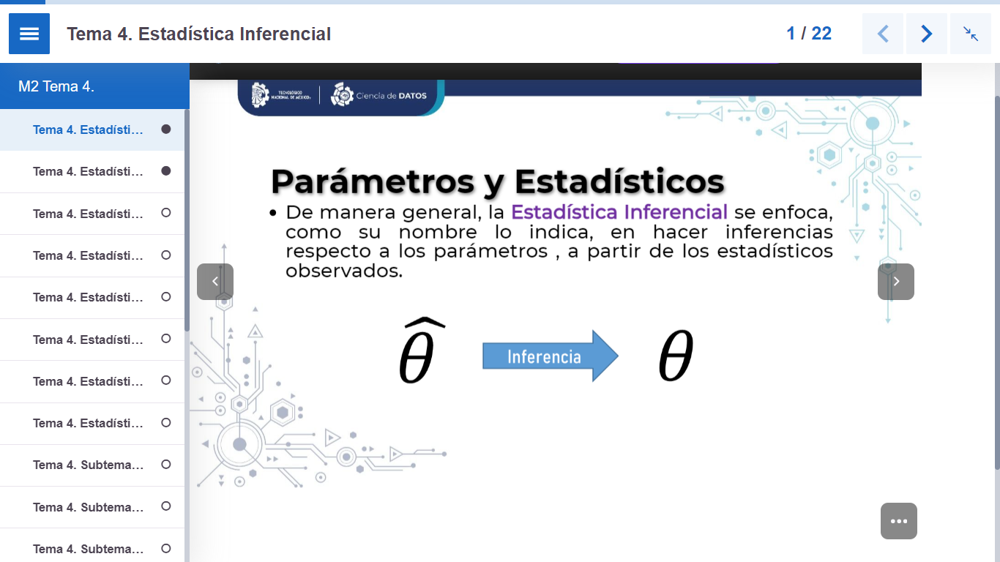 Tema 4. Estadística Inferencial
1 / 22
M2 Tema 4.
Tema 4. Estadísti...
Tema 4. Estadísti...
Tema 4. Estadísti...
Tema 4. Estadísti...
Tema 4. Estadísti...
Tema 4. Estadísti...
Tema 4. Estadísti...
Tema 4. Estadísti...
Tema 4. Subtema...
Tema 4. Subtema...
Tema 4. Subtema...
TECNOLÓGICO
NACIONAL DE MÉXICO
Ciencia de DATOS
Parámetros y Estadísticos
• De manera general, la Estadística Inferencial se enfoca,
como su nombre lo indica, en hacer inferencias
respecto a los parámetros , a partir de los estadísticos
observados.
θ̂ Inferencia θ